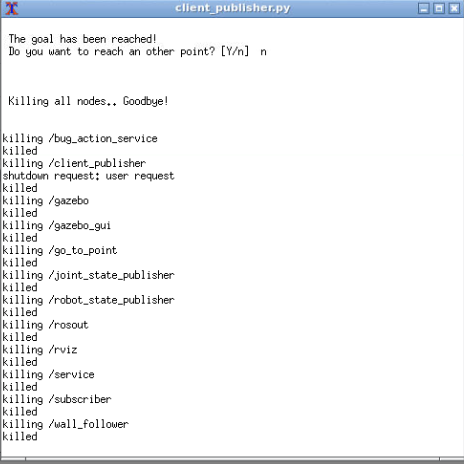 client_publisher.py
The goal has been reached!
Do you want to reach an other point? [Y/n]  n
Killing all nodes.. Goodbye!
killing /bug_action_service
killed
killing /client_publisher
shutdown request: user request
killed
killing /gazebo
killed
killing /gazebo_gui
killed
killing /go_to_point
killed
killing /joint_state_publisher
killed
killing /robot_state_publisher
killed
killing /rosout
killed
killing /rviz
killed
killing /service
killed
killing /subscriber
killed
killing /wall_follower
killed